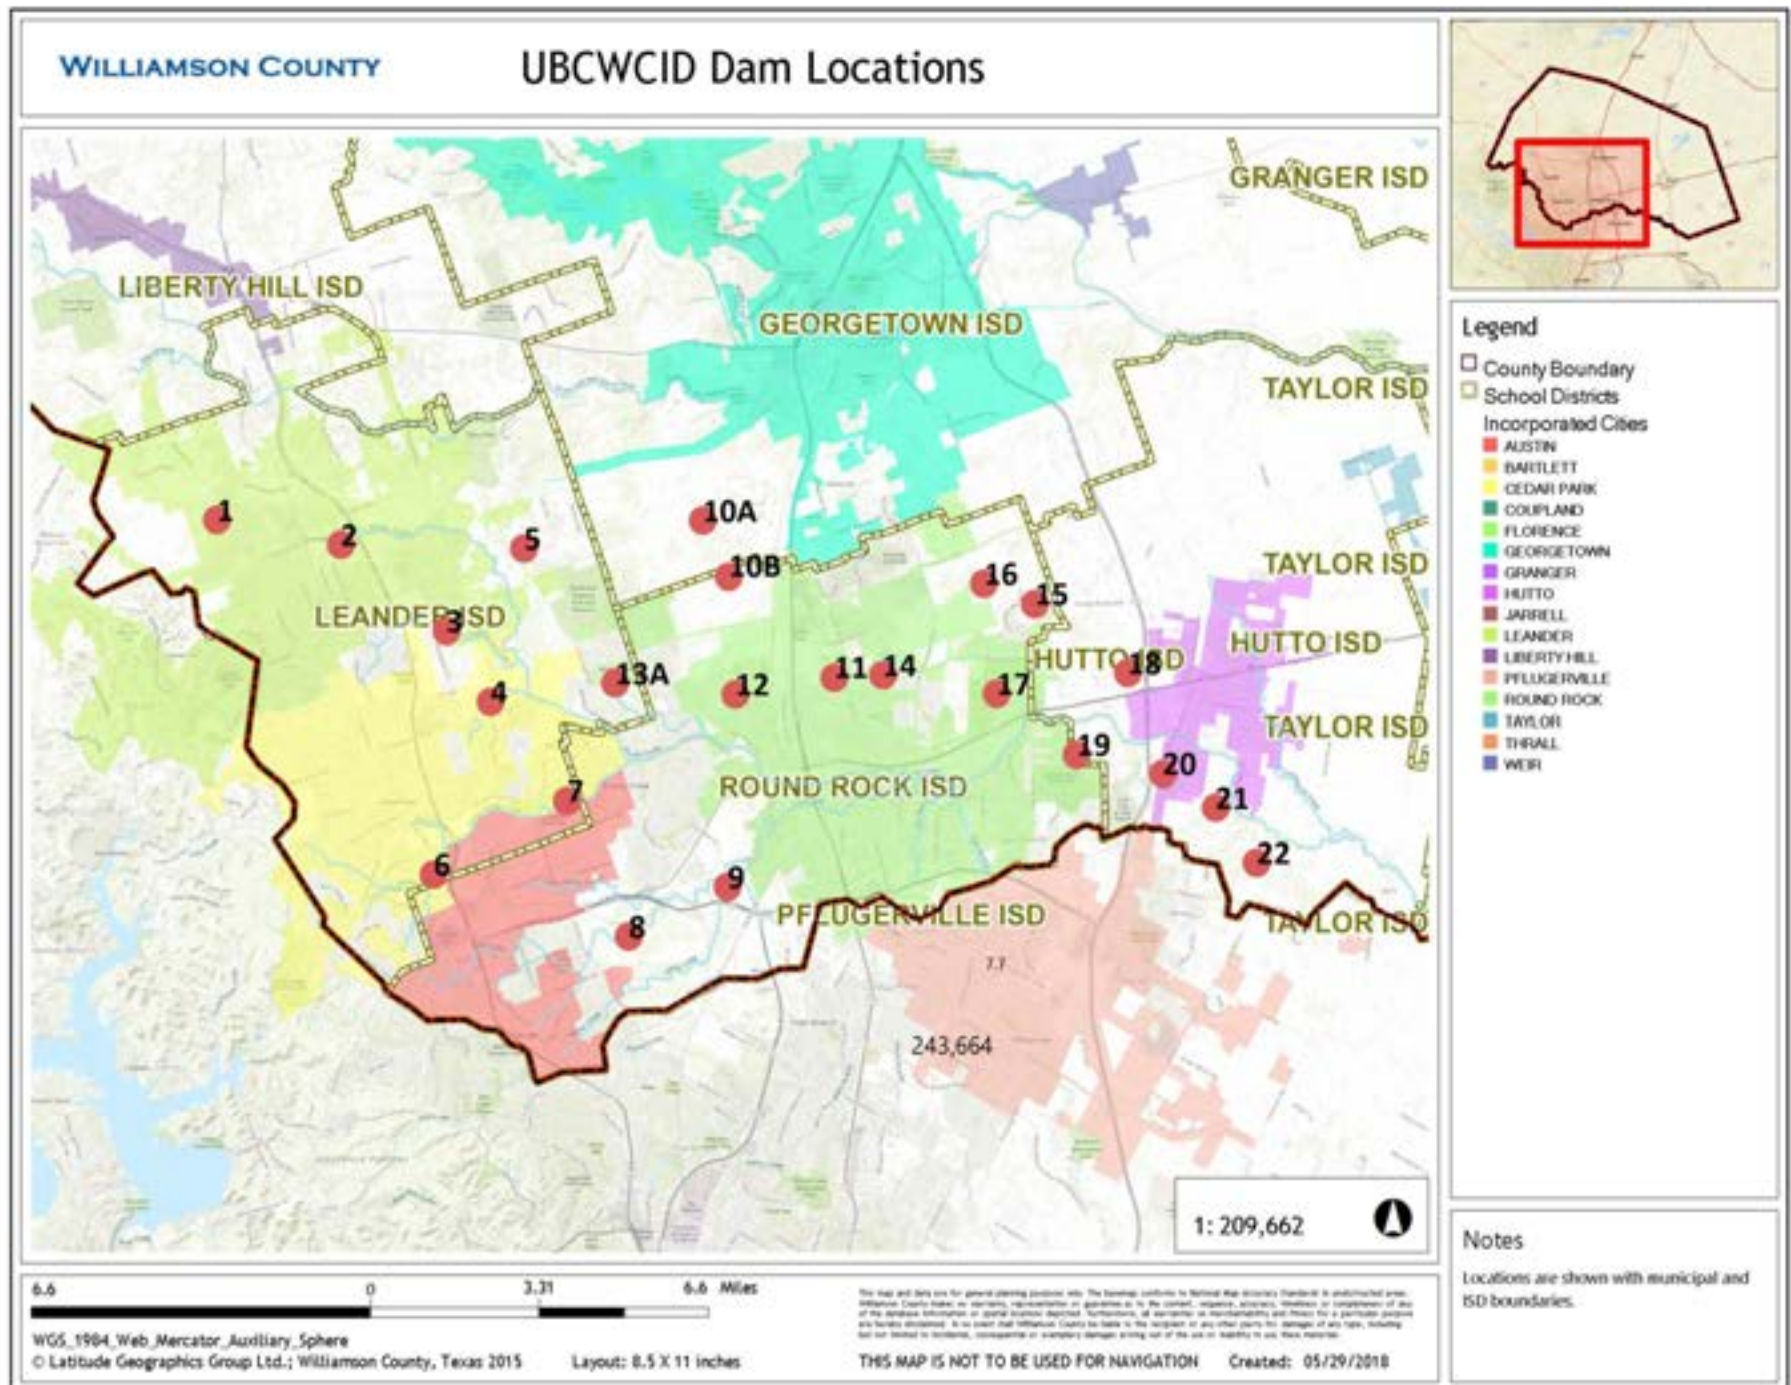 WILLIAMSON COUNTY
UBCWCID Dam Locations
GRANGER ISD
LIBERTY HILL ISD
GEORGETOWN ISD
TAYLOR ISD
1
2
5
10A
10B
16
15
TAYLOR ISD
LEANDER ISD
3
HUTTO ISD
HUTTO ISD
4
13A
12
11
14
17
18
TAYLOR ISD
19
20
ROUND ROCK ISD
7
21
6
22
9
8
PFLUGERVILLE ISD
TAYLOR ISD
7.7
243,664
1: 209,662
Legend
County Boundary
School Districts
Incorporated Cities
AUSTIN
BARTLETT
CEDAR PARK
COUPLAND
FLORENCE
GEORGETOWN
GRANGER
HUTTO
JARRELL
LEANDER
LIBERTY HILL
PFLUGERVILLE
ROUND ROCK
TAYLOR
THRALL
WEIR
Notes
Locations are shown with municipal and
ISD boundaries.
6.6 0 3.31 6.6 Miles
WGS_1984_Web_Mercator_Auxiliary_Sphere
© Latitude Geographics Group Ltd.; Williamson County, Texas 2015 Layout: 8.5 X 11 inches
THIS MAP IS NOT TO BE USED FOR NAVIGATION Created: 05/29/2018